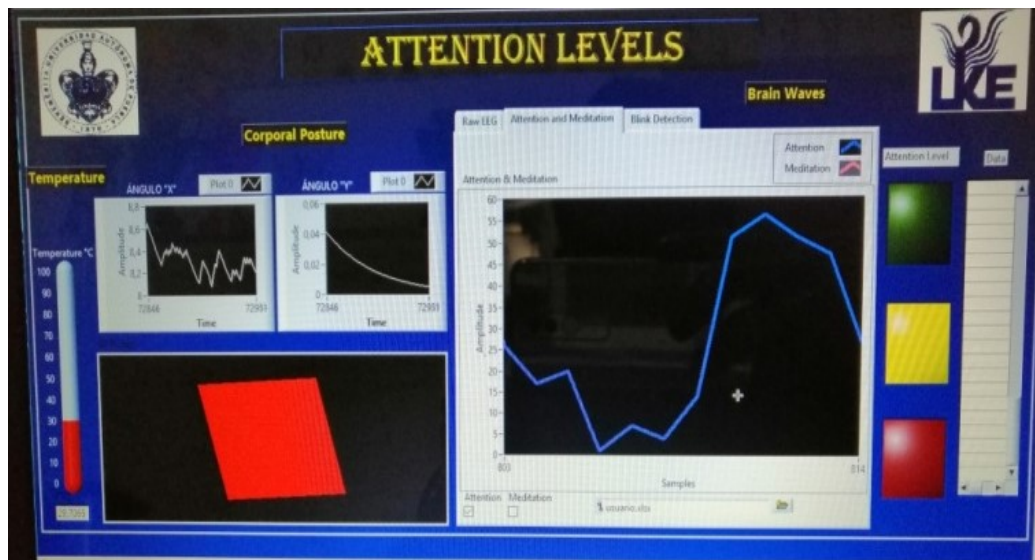 ATTENTION LEVELS
LKE
Brain Waves
Corporal Posture
Temperature
Raw EEG
Attention and Meditation
Blink Detection
Attention
Meditation
Attention Level
Data
ÁNGULO "X"
Plot 0
ÁNGULO "Y"
Plot 0
Attention & Meditation
Amplitude
0,8
0,6
0,4
0,2
72846
72993
Time
Amplitude
0,06
0,04
0,02
0
72846
72993
Time
Temperature °C
100
90
80
70
60
50
40
30
20
10
0
Amplitude
60
55
50
45
40
35
30
25
20
15
10
5
0
803
814
Samples
Attention
Meditation
usuario.xlsx